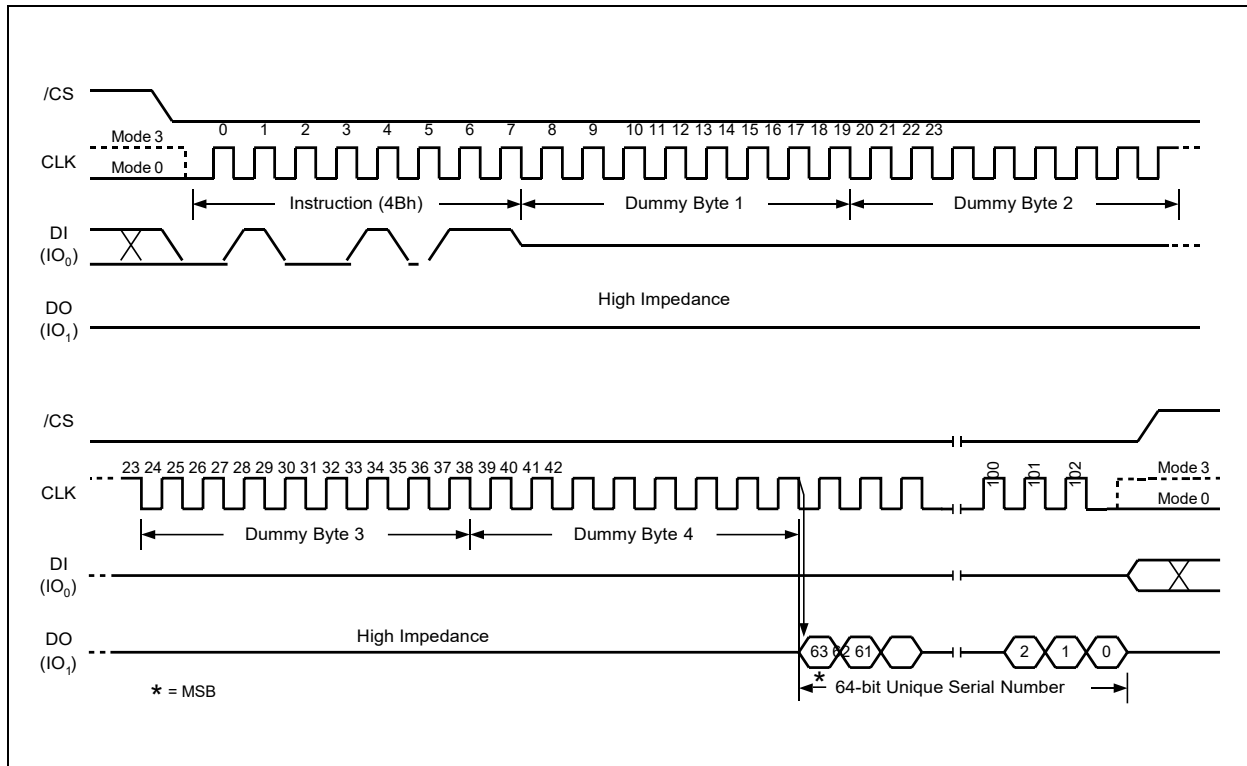 /CS
0 1 2 3 4 5 6 7 8 9 10 11 12 13 14 15 16 17 18 19 20 21 22 23
Mode 3
CLK
Mode 0
Instruction (4Bh) Dummy Byte 1 Dummy Byte 2
DI
(IO0)
High Impedance
DO
(IO1)
/CS
23 24 25 26 27 28 29 30 31 32 33 34 35 36 37 38 39 40 41 42 100 101 102
Mode 3
CLK
Mode 0
Dummy Byte 3 Dummy Byte 4
DI
(IO0)
DO
(IO1)
High Impedance
63 62 61 2 1 0
* = MSB
* 64-bit Unique Serial Number